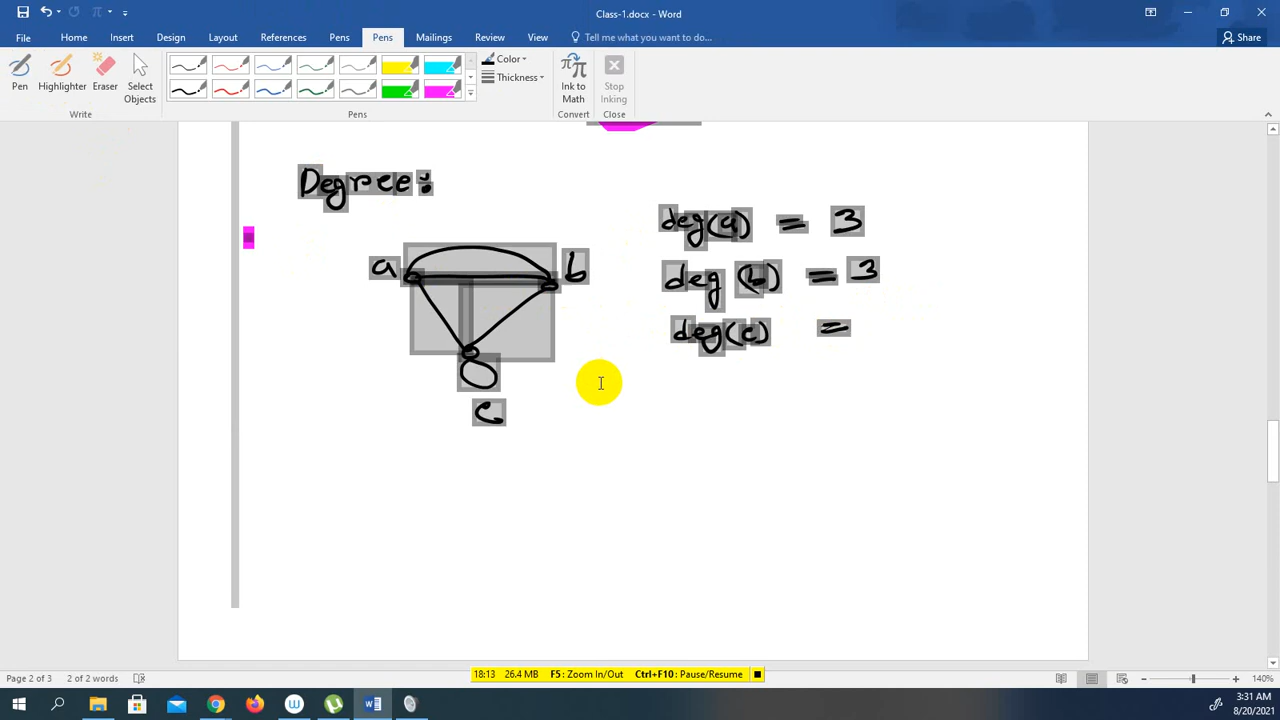 Class-1.docx - Word
File Home Insert Design Layout References Pens Pens Mailings Review View Tell me what you want to do... Share
Pen Highlighter Eraser Select Objects
Color
Thickness
Ink to Math
Stop Inking
Write Pens Convert Close
Degree:
a b
c
deg(a) = 3
deg (b) = 3
deg(c) =
18:13 26.4 MB F5: Zoom In/Out Ctrl+F10: Pause/Resume
Page 2 of 3 2 of 2 words 140%
3:31 AM
8/20/2021